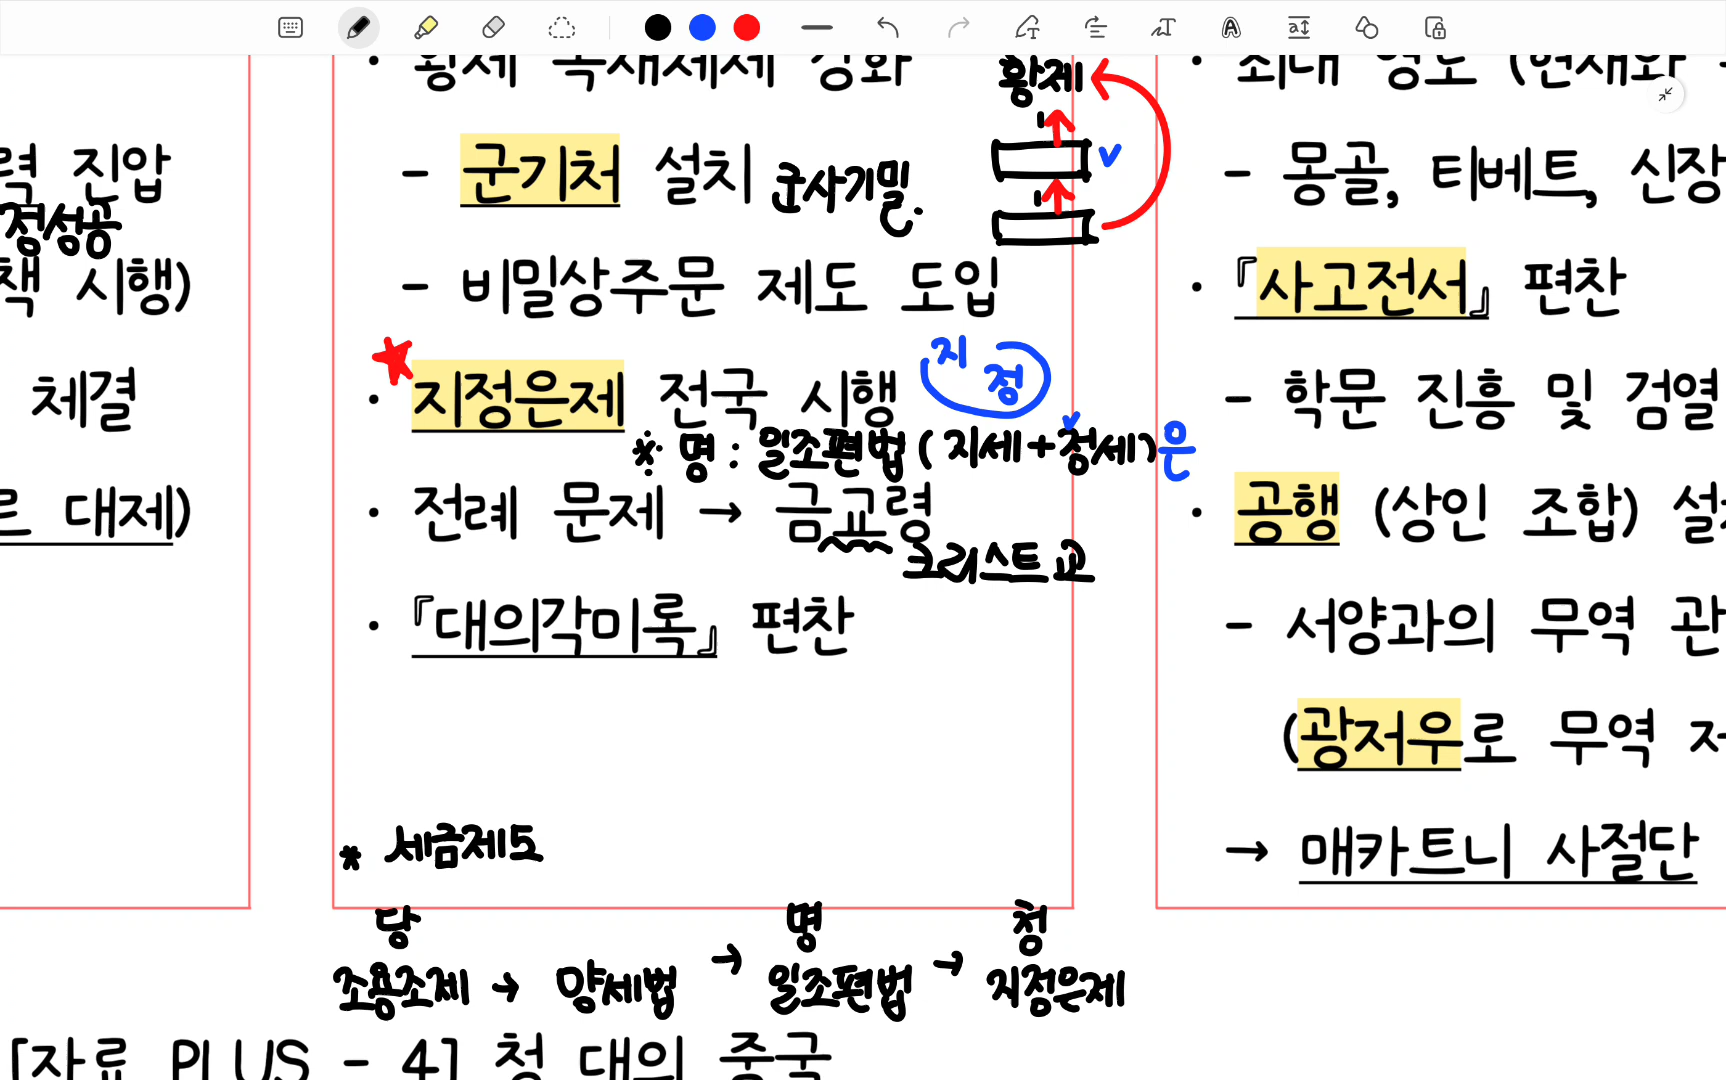 력 진압
정성공
책 시행)
체결
로 대제)
· 황제 독재체제 강화
- 군기처 설치 군사기밀.
- 비밀상주문 제도 도입
· 지정은제 전국 시행
* 명 : 일조편법 ( 지세 + 정세) 은
· 전례 문제 → 금교령
크리스트교
· 『대의각미록』 편찬
황제
지 정
* 세금제도
당 명 청
조용조제 → 양세법 → 일조편법 → 지정은제
· 최대 영토 (현재와
- 몽골, 티베트, 신장
· 『사고전서』 편찬
- 학문 진흥 및 검열
· 공행 (상인 조합) 설
- 서양과의 무역 관
(광저우로 무역
→ 매카트니 사절단
[자료 PLUS - 4] 청 대의 중국